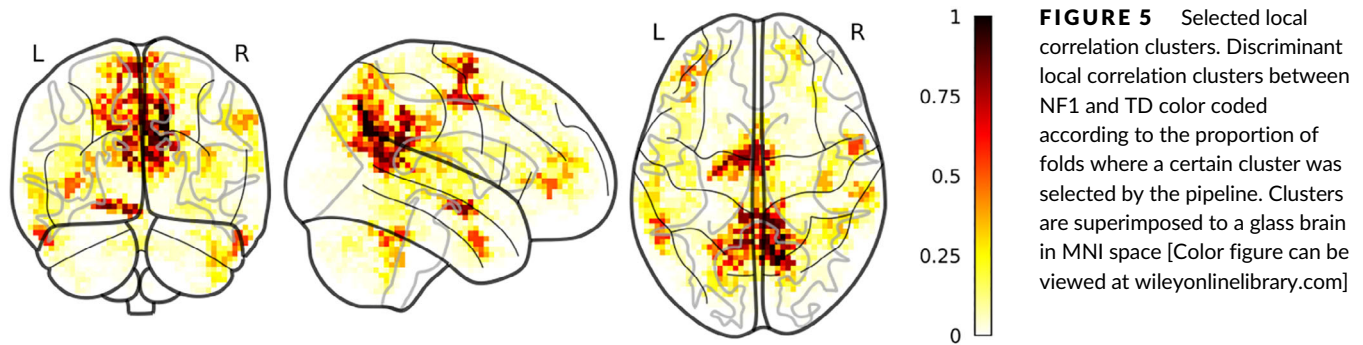 L
R
L
R
1
0.75
0.5
0.25
0
FIGURE 5 Selected local
correlation clusters. Discriminant
local correlation clusters between
NF1 and TD color coded
according to the proportion of
folds where a certain cluster was
selected by the pipeline. Clusters
are superimposed to a glass brain
in MNI space [Color figure can be
viewed at wileyonlinelibrary.com]